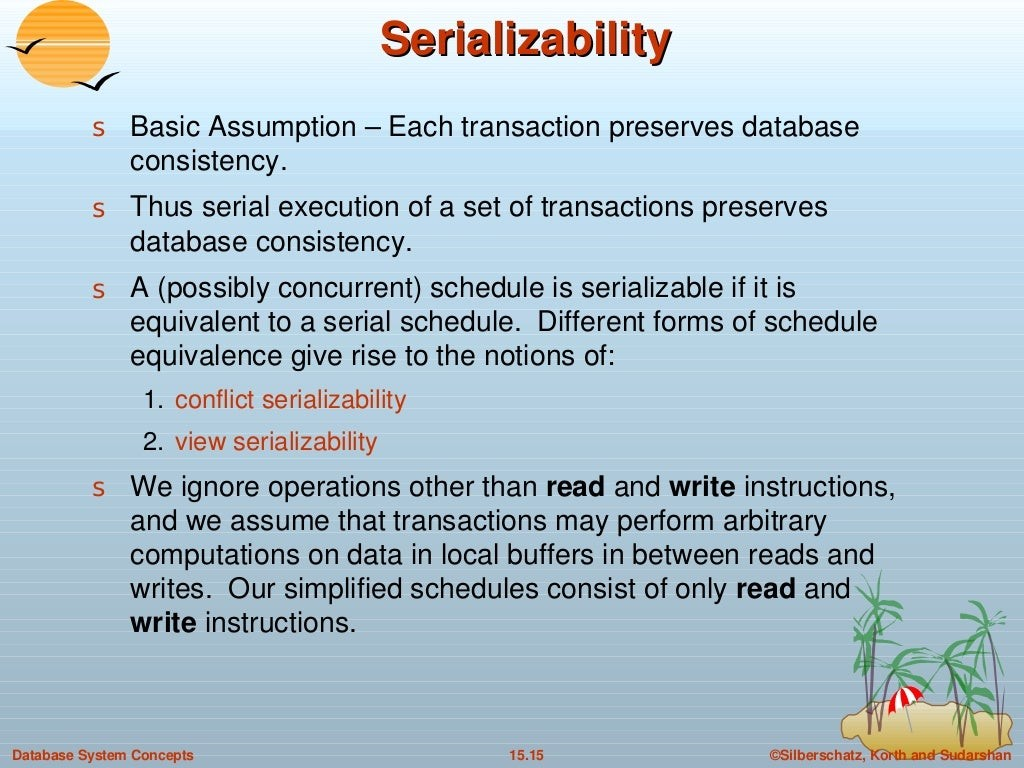 Serializability
s Basic Assumption – Each transaction preserves database
consistency.
s Thus serial execution of a set of transactions preserves
database consistency.
s A (possibly concurrent) schedule is serializable if it is
equivalent to a serial schedule.  Different forms of schedule
equivalence give rise to the notions of:
1. conflict serializability
2. view serializability
s We ignore operations other than read and write instructions,
and we assume that transactions may perform arbitrary
computations on data in local buffers in between reads and
writes.  Our simplified schedules consist of only read and
write instructions.
Database System Concepts 15.15 ©Silberschatz, Korth and Sudarshan